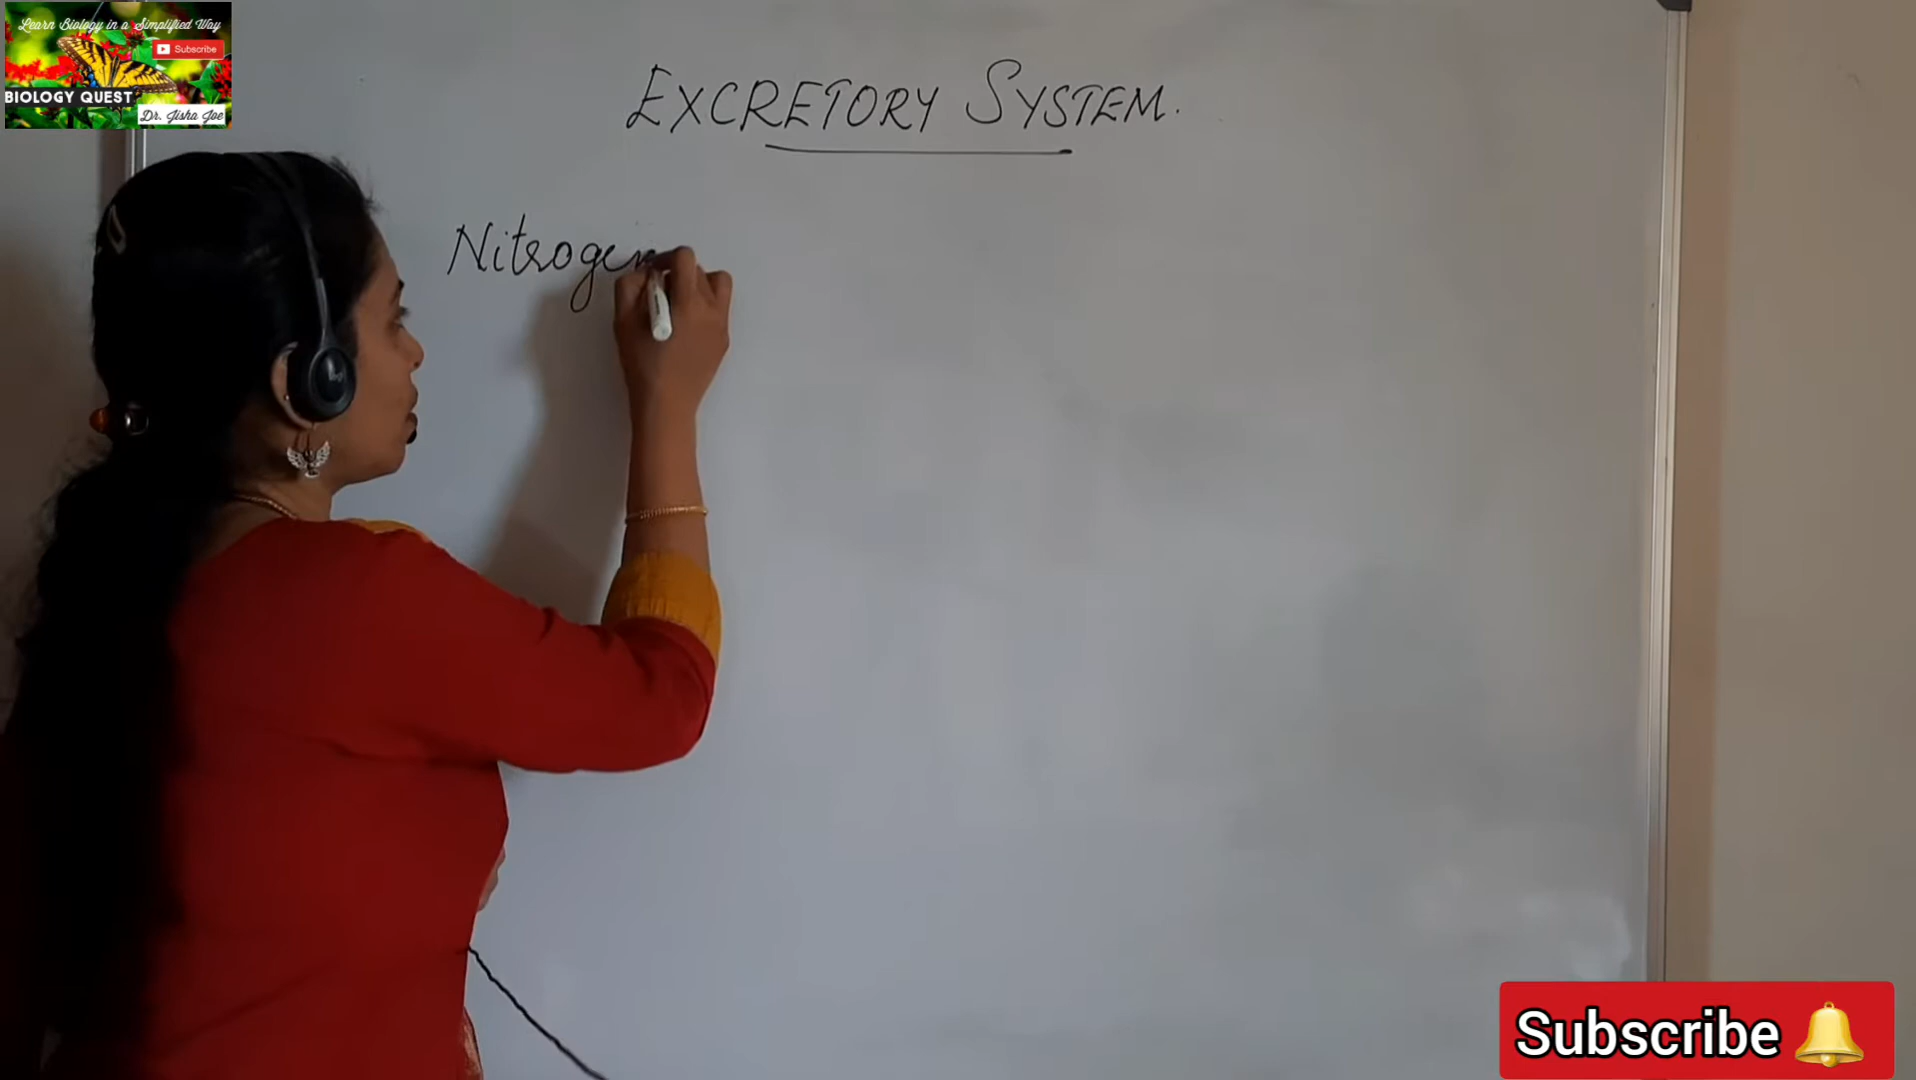 Learn Biology in a Simplified Way
Subscribe
BIOLOGY QUEST
Dr. Jisha Joe
EXCRETORY SYSTEM.
Nitrogen
Subscribe